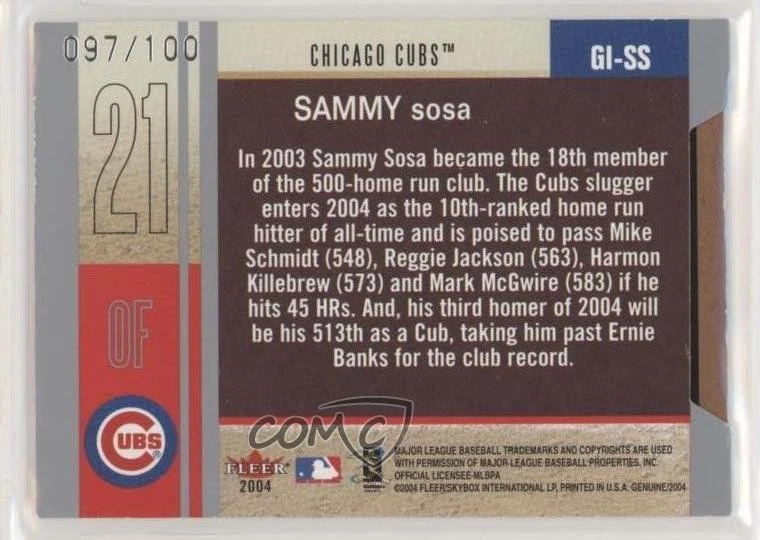 097/100
CHICAGO CUBS™
GI-SS
21
SAMMY sosa
In 2003 Sammy Sosa became the 18th member
of the 500-home run club. The Cubs slugger
enters 2004 as the 10th-ranked home run
hitter of all-time and is poised to pass Mike
Schmidt (548), Reggie Jackson (563), Harmon
Killebrew (573) and Mark McGwire (583) if he
hits 45 HRs. And, his third homer of 2004 will
be his 513th as a Cub, taking him past Ernie
Banks for the club record.
OF
CUBS®
COMC
FLEER
2004
MAJOR LEAGUE BASEBALL TRADEMARKS AND COPYRIGHTS ARE USED
WITH PERMISSION OF MAJOR LEAGUE BASEBALL PROPERTIES, INC.
OFFICIAL LICENSEE-MLBPA
©2004 FLEER/SKYBOX INTERNATIONAL LP, PRINTED IN U.S.A. GENUINE/2004